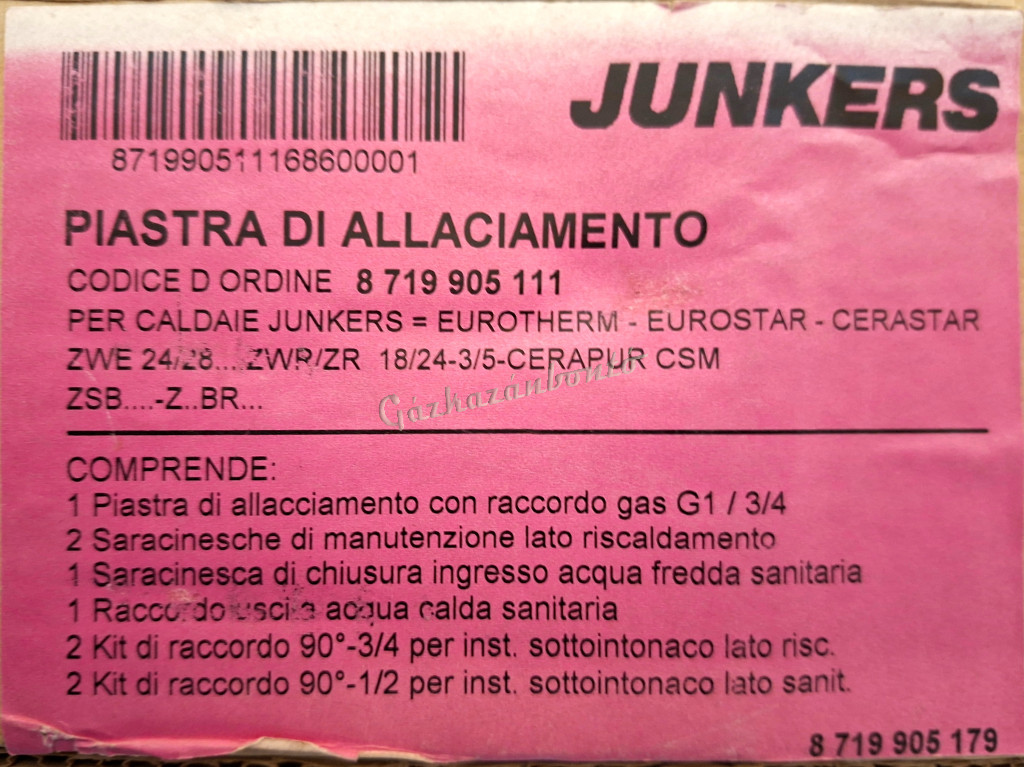 JUNKERS
871990511168600001
PIASTRA DI ALLACIAMENTO
CODICE D ORDINE 8 719 905 111
PER CALDAIE JUNKERS = EUROTHERM - EUROSTAR - CERASTAR
ZWE 24/28.... ZWR/ZR 18/24-3/5-CERAPUR CSM
ZSB....-Z..BR...
Gázkazánbontó
COMPRENDE:
1 Piastra di allacciamento con raccordo gas G1 / 3/4
2 Saracinesche di manutenzione lato riscaldamento
1 Saracinesca di chiusura ingresso acqua fredda sanitaria
1 Raccordo uscita acqua calda sanitaria
2 Kit di raccordo 90°-3/4 per inst. sottointonaco lato risc.
2 Kit di raccordo 90°-1/2 per inst. sottointonaco lato sanit.
8 719 905 179